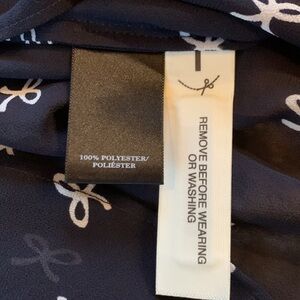 100% POLYESTER/
POLIÉSTER
REMOVE BEFORE WEARING
OR WASHING